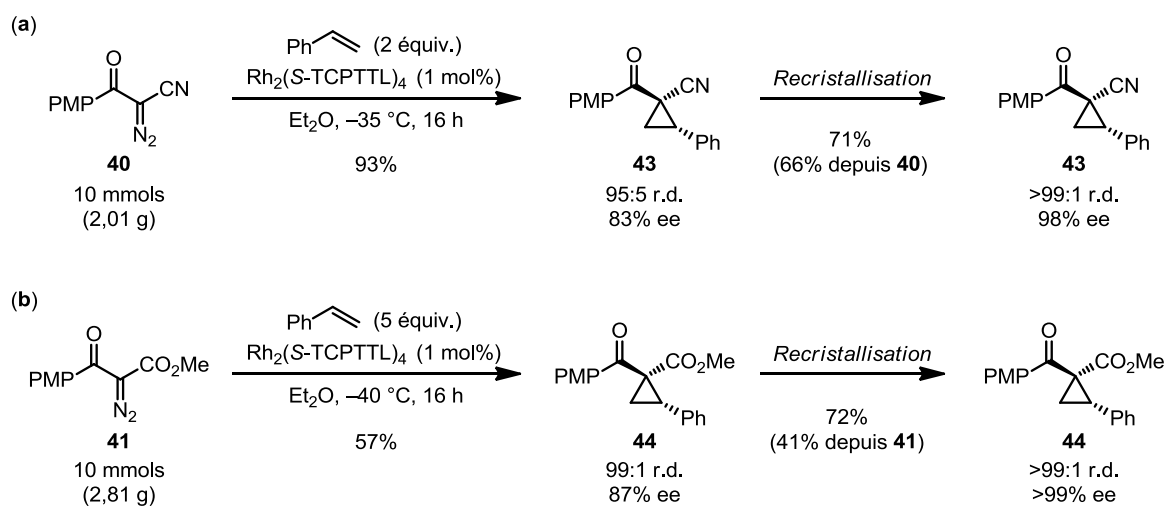 (a)
Ph (2 équiv.)
Rh2(S-TCPTTL)4 (1 mol%)
Et2O, –35 °C, 16 h
93%
O
PMP
CN
N2
40
10 mmols
(2,01 g)
O
PMP
CN
Ph
43
95:5 r.d.
83% ee
Recristallisation
71%
(66% depuis 40)
O
PMP
CN
Ph
43
>99:1 r.d.
98% ee
(b)
Ph (5 équiv.)
Rh2(S-TCPTTL)4 (1 mol%)
Et2O, –40 °C, 16 h
57%
O
PMP
CO2Me
N2
41
10 mmols
(2,81 g)
O
PMP
CO2Me
Ph
44
99:1 r.d.
87% ee
Recristallisation
72%
(41% depuis 41)
O
PMP
CO2Me
Ph
44
>99:1 r.d.
>99% ee